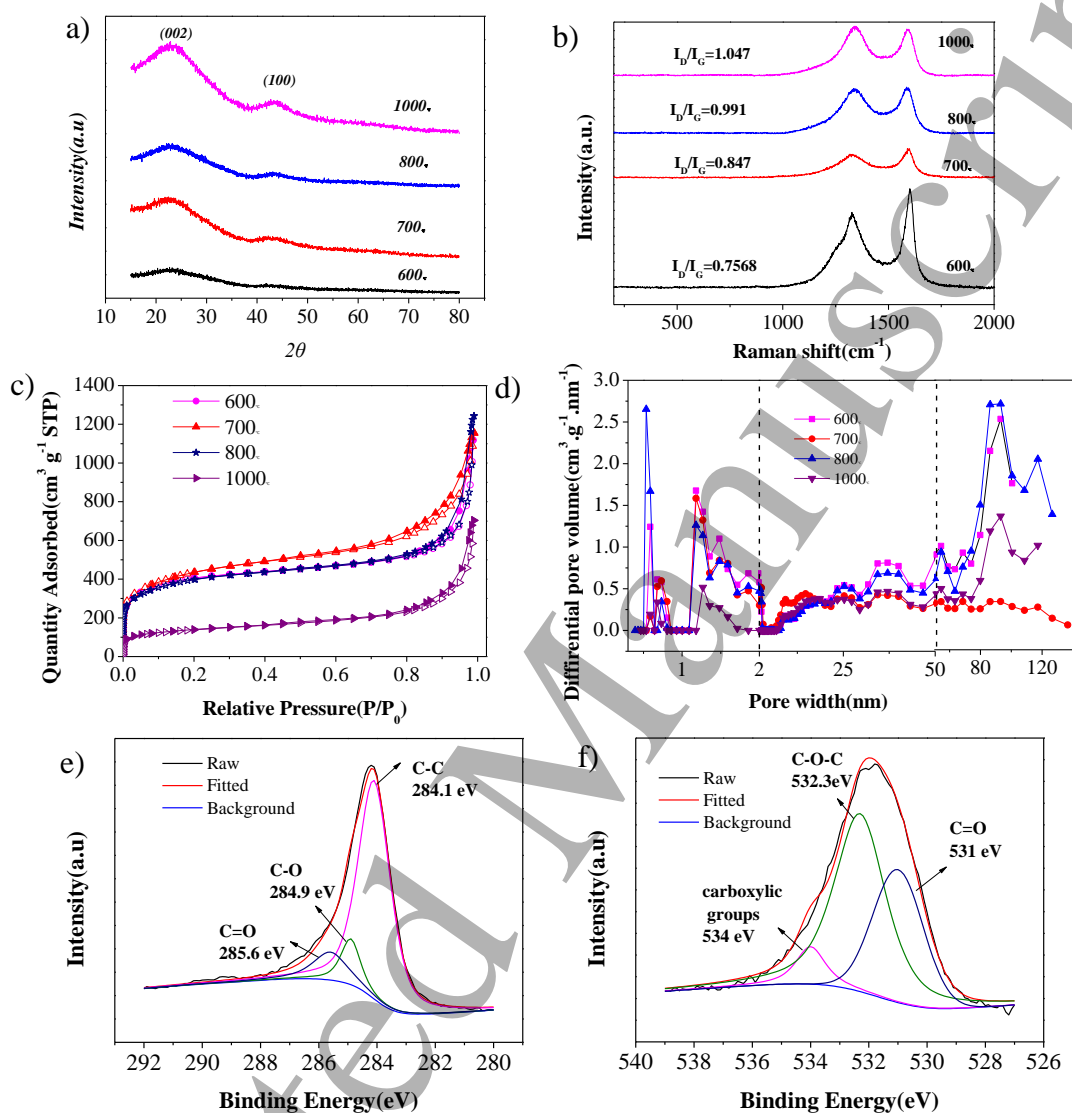 a)
(002)
(100)
1000℃
800℃
700℃
600℃
Intensity(a.u)
10 20 30 40 50 60 70 80
2θ
b)
I_D/I_G=1.047
1000℃
I_D/I_G=0.991
800℃
I_D/I_G=0.847
700℃
I_D/I_G=0.7568
600℃
Intensity(a.u.)
500 1000 1500 2000
Raman shift(cm⁻¹)
c)
1400
1200
1000
800
600
400
200
0
600℃
700℃
800℃
1000℃
Quantity Adsorbed(cm³ g⁻¹ STP)
0.0 0.2 0.4 0.6 0.8 1.0
Relative Pressure(P/P₀)
d)
3.0
2.5
2.0
1.5
1.0
0.5
0.0
600℃
700℃
800℃
1000℃
Diffirential pore volume(cm³.g⁻¹.nm⁻¹)
1 2 25 50 80 120
Pore width(nm)
e)
Raw
Fitted
Background
C-C
284.1 eV
C-O
284.9 eV
C=O
285.6 eV
Intensity(a.u)
292 290 288 286 284 282 280
Binding Energy(eV)
f)
Raw
Fitted
Background
C-O-C
532.3eV
C=O
531 eV
carboxylic
groups
534 eV
Intensity(a.u)
540 538 536 534 532 530 528 526
Binding Energy(eV)
ted Manuscri